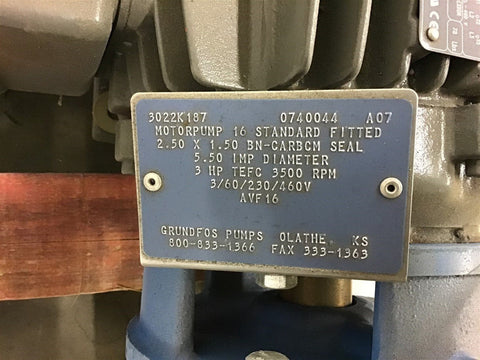 3022K187 0740044 A07
MOTORPUMP 16 STANDARD FITTED
2.50 X 1.50 BN-CARBCM SEAL
5.50 IMP DIAMETER
3 HP TEFC 3500 RPM
3/60/230/460V
AVF16
GRUNDFOS PUMPS OLATHE, KS
800-833-1366 FAX 333-1363